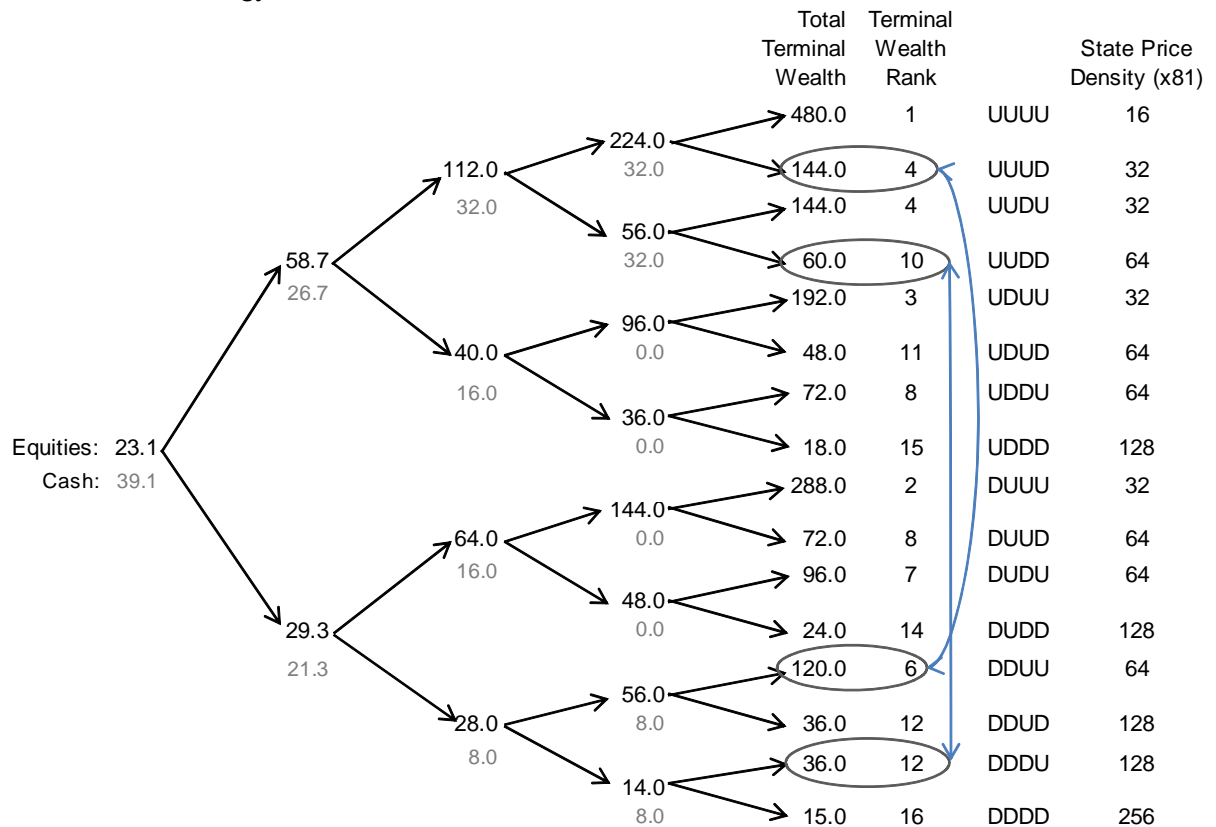 gy
Total Terminal
Terminal Wealth State Price
Wealth Rank Density (x81)
480.0 1 UUUU 16
224.0
32.0 144.0 4 UUUD 32
112.0
32.0 144.0 4 UUDU 32
56.0
32.0 60.0 10 UUDD 64
58.7
26.7 192.0 3 UDUU 32
96.0
0.0 48.0 11 UDUD 64
40.0
16.0 72.0 8 UDDU 64
36.0
0.0 18.0 15 UDDD 128
Equities: 23.1
Cash: 39.1
288.0 2 DUUU 32
144.0
0.0 72.0 8 DUUD 64
64.0
16.0 96.0 7 DUDU 64
48.0
0.0 24.0 14 DUDD 128
29.3
21.3 120.0 6 DDUU 64
56.0
8.0 36.0 12 DDUD 128
28.0
8.0 36.0 12 DDDU 128
14.0
8.0 15.0 16 DDDD 256